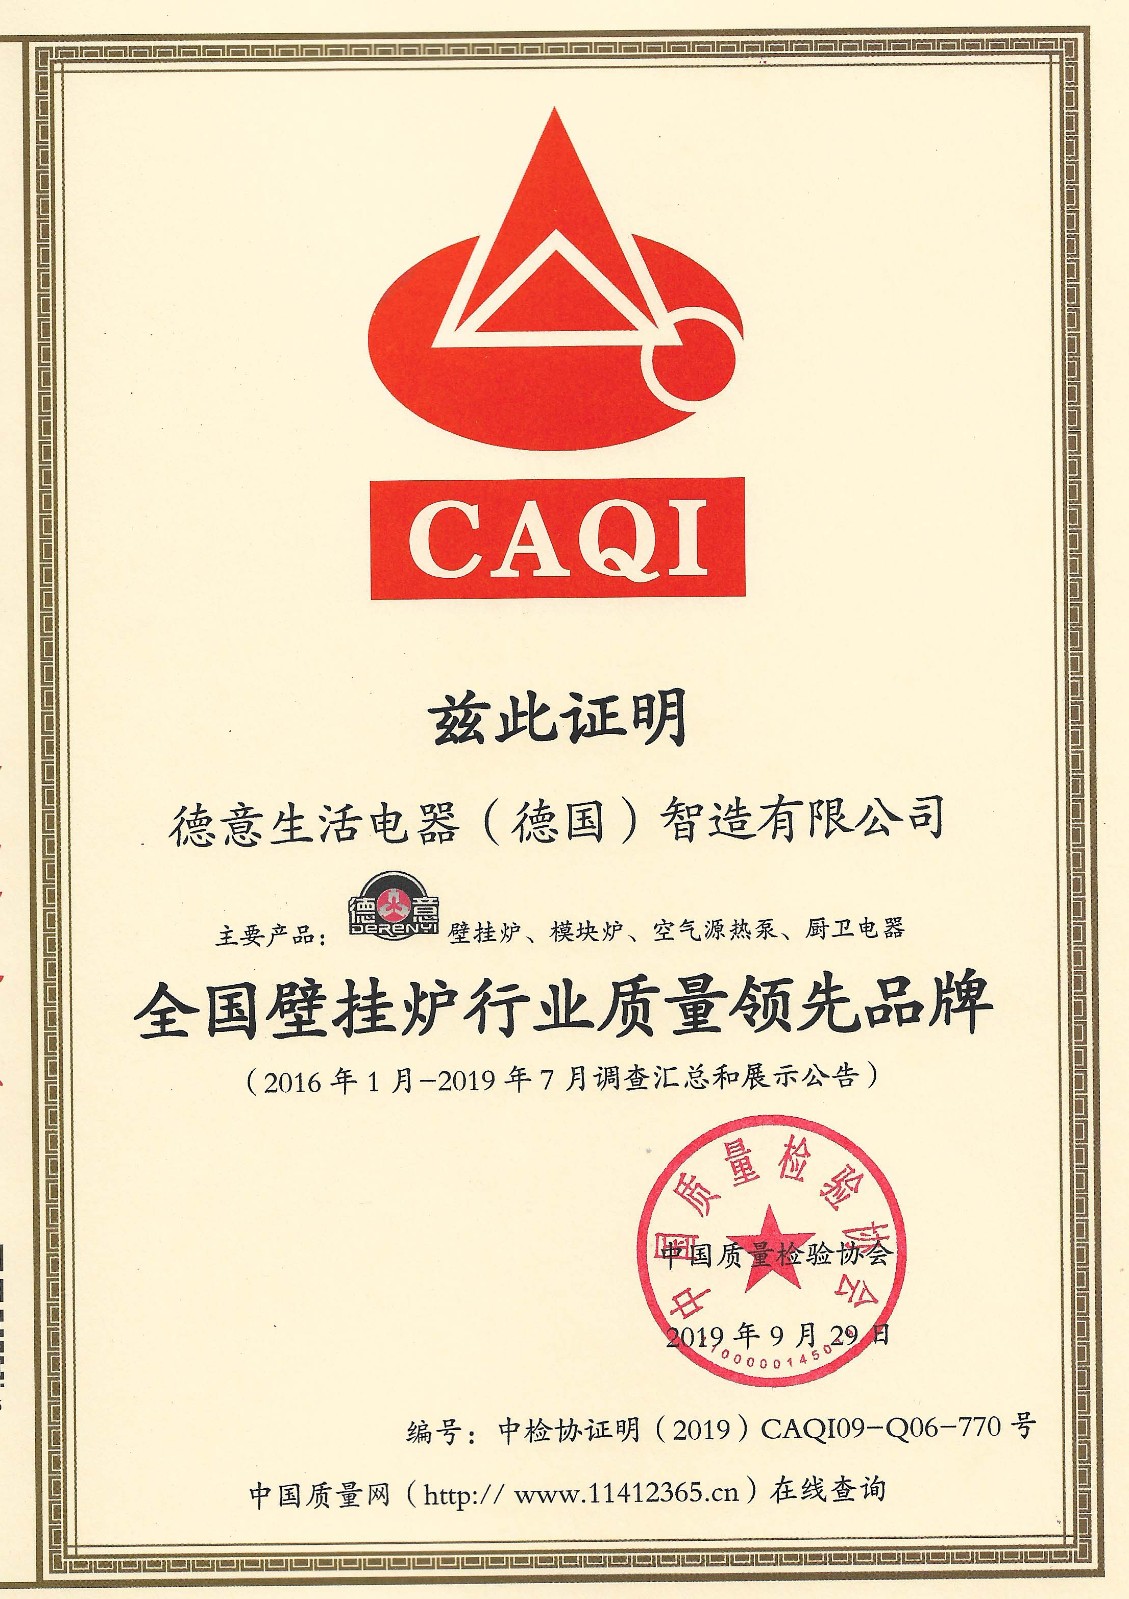 CAQI
兹此证明
德意生活电器（德国）智造有限公司
主要产品： 德意 DERENYI 壁挂炉、模块炉、空气源热泵、厨卫电器
全国壁挂炉行业质量领先品牌
（2016年1月-2019年7月调查汇总和展示公告）
中国质量检验协会
中国质量检验协会
2019年9月29日
编号：中检协证明（2019）CAQI09-Q06-770号
中国质量网（http:// www.11412365.cn）在线查询